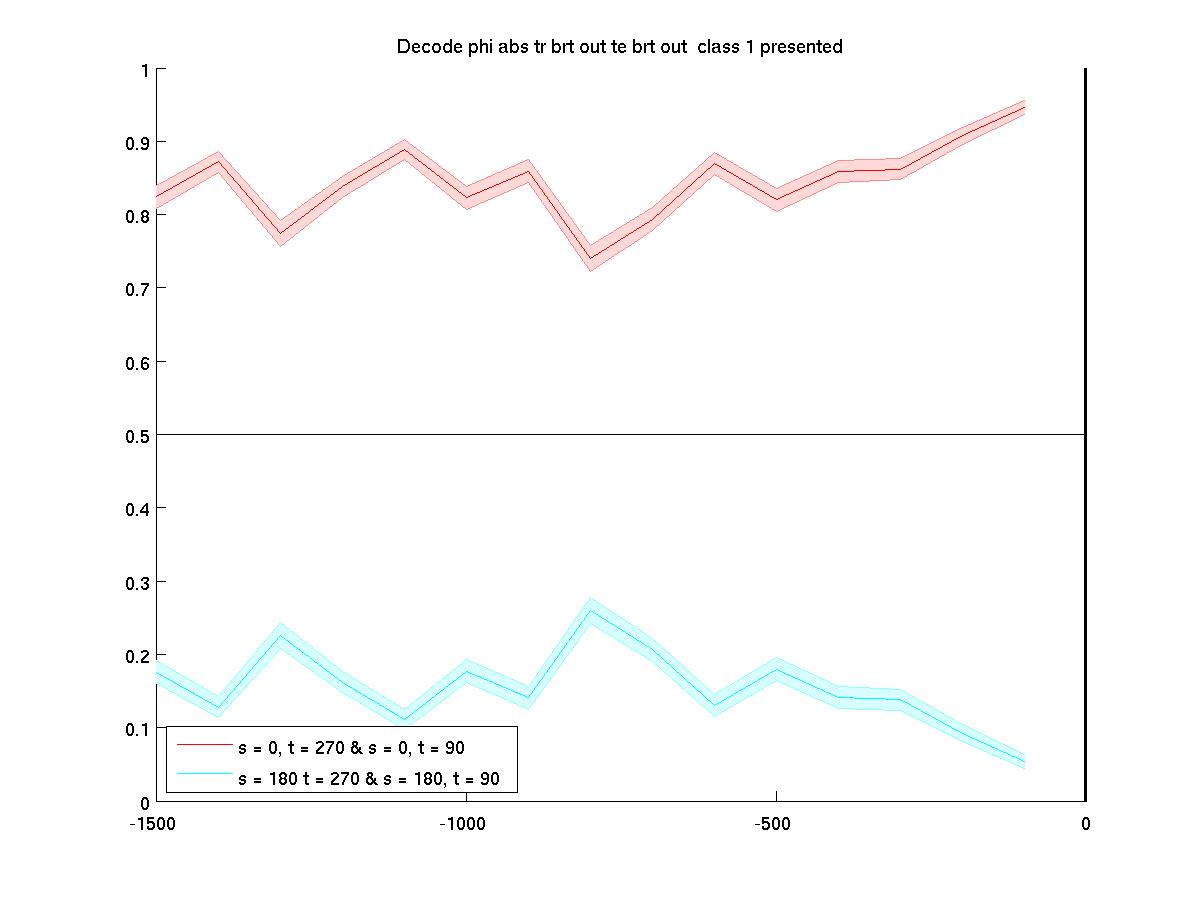 Decode phi abs tr brt out te brt out  class 1 presented
1
0.9
0.8
0.7
0.6
0.5
0.4
0.3
0.2
0.1
0
s = 0, t = 270 & s = 0, t = 90
s = 180 t = 270 & s = 180, t = 90
-1500 -1000 -500 0